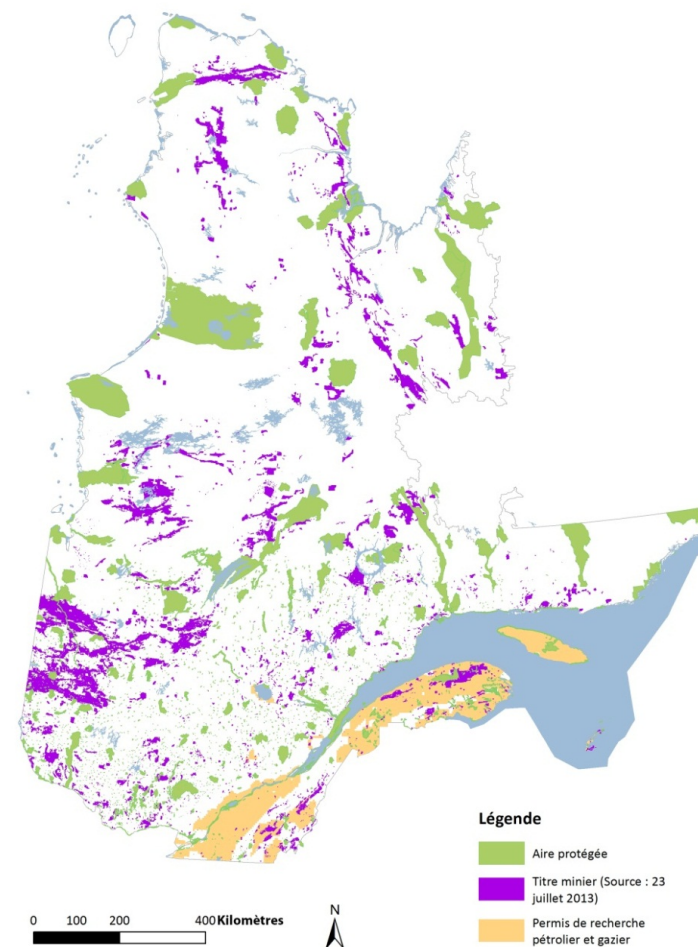 Légende
Aire protégée
Titre minier (Source : 23
juillet 2013)
Permis de recherche
pétrolier et gazier
0 100 200 400 Kilomètres
N